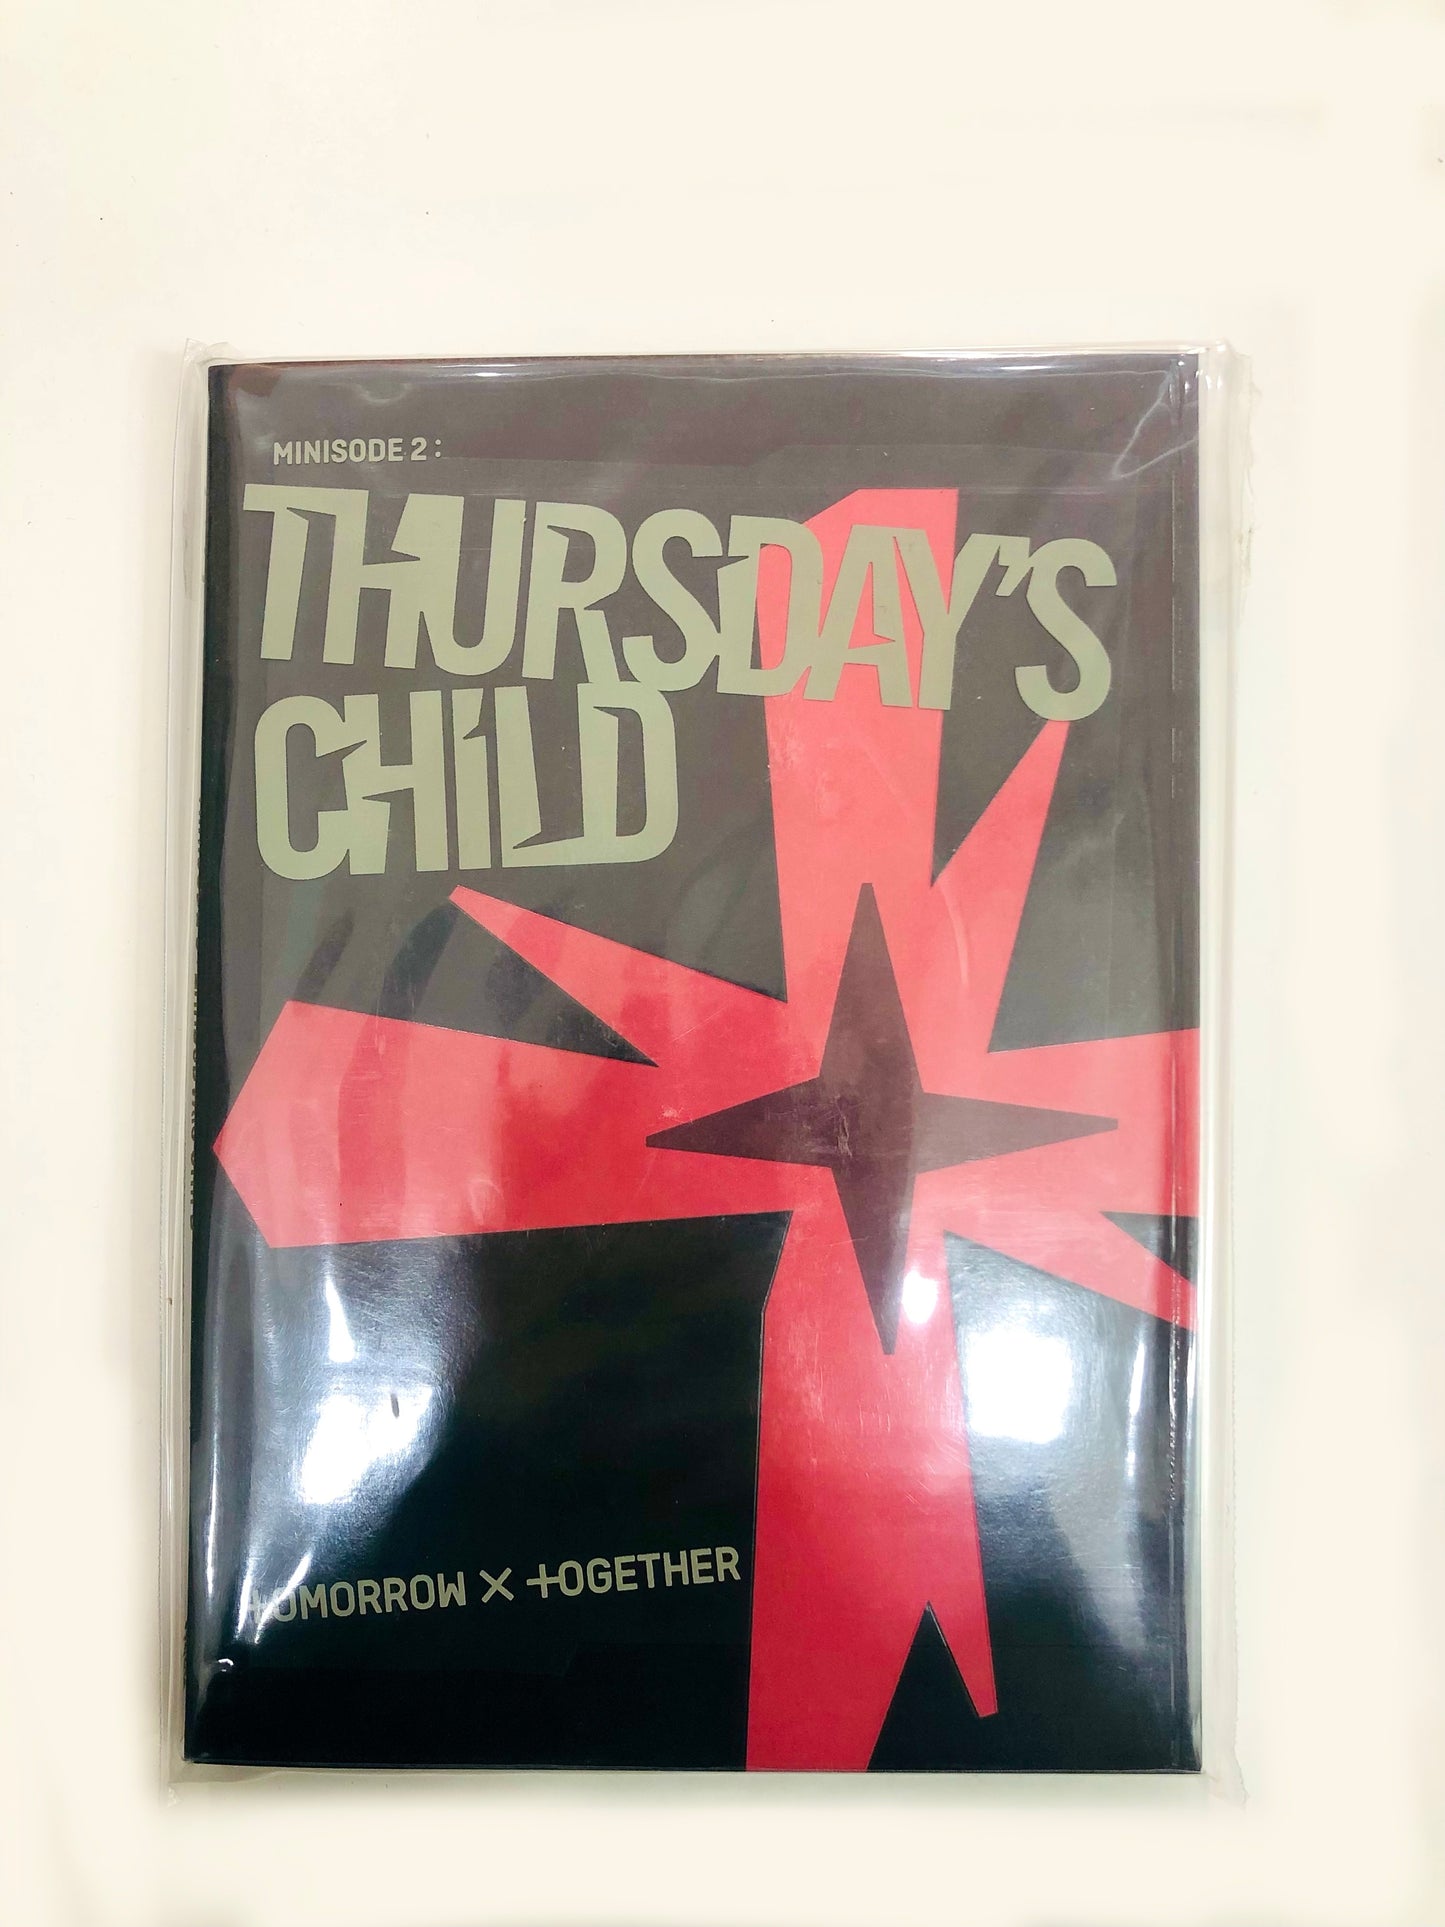 MINISODE 2:
THURSDAY'S
CHILD
TOMORROW X TOGETHER